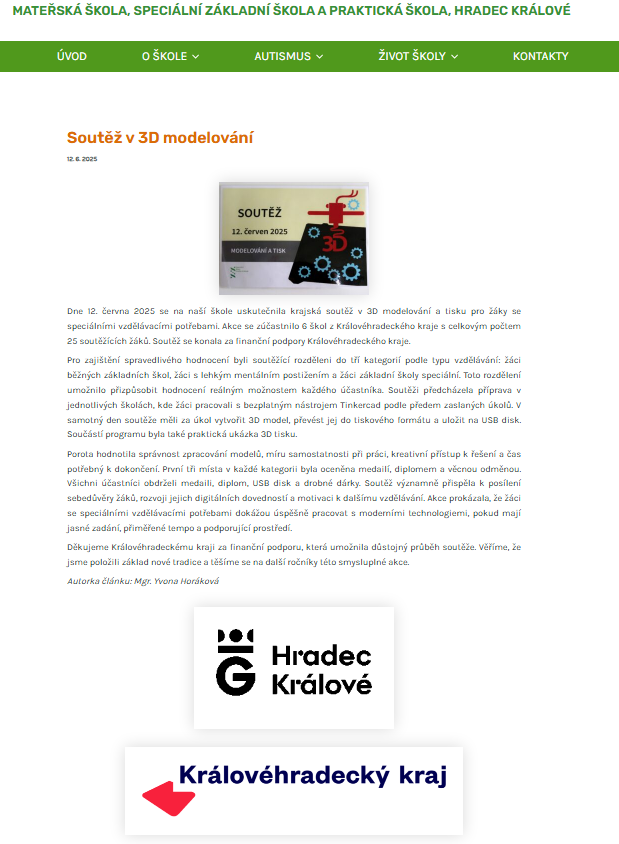 MATEŘSKÁ ŠKOLA, SPECIÁLNÍ ZÁKLADNÍ ŠKOLA A PRAKTICKÁ ŠKOLA, HRADEC KRÁLOVÉ
ÚVOD O ŠKOLE AUTISMUS ŽIVOT ŠKOLY KONTAKTY
Soutěž v 3D modelování
12. 6. 2025
SOUTĚŽ
12. červen 2025
MODELOVÁNÍ A TISK
3D
Dne 12. června 2025 se na naší škole uskutečnila krajská soutěž v 3D modelování a tisku pro žáky se
speciálními vzdělávacími potřebami. Akce se zúčastnilo 6 škol z Královéhradeckého kraje s celkovým počtem
25 soutěžících žáků. Soutěž se konala za finanční podpory Královéhradeckého kraje.
Pro zajištění spravedlivého hodnocení byli soutěžící rozděleni do tří kategorií podle typu vzdělávání: žáci
běžných základních škol, žáci s lehkým mentálním postižením a žáci základní školy speciální. Toto rozdělení
umožnilo přizpůsobit hodnocení reálným možnostem každého účastníka. Soutěži předcházela příprava v
jednotlivých školách, kde žáci pracovali s bezplatným nástrojem Tinkercad podle předem zaslaných úkolů. V
samotný den soutěže měli za úkol vytvořit 3D model, převést jej do tiskového formátu a uložit na USB disk.
Součástí programu byla také praktická ukázka 3D tisku.
Porota hodnotila správnost zpracování modelů, míru samostatnosti při práci, kreativní přístup k řešení a čas
potřebný k dokončení. První tři místa v každé kategorii byla oceněna medailí, diplomem a věcnou odměnou.
Všichni účastníci obdrželi medaili, diplom, USB disk a drobné dárky. Soutěž významně přispěla k posílení
sebedůvěry žáků, rozvoji jejich digitálních dovedností a motivaci k dalšímu vzdělávání. Akce prokázala, že žáci
se speciálními vzdělávacími potřebami dokážou úspěšně pracovat s moderními technologiemi, pokud mají
jasné zadání, přiměřené tempo a podporující prostředí.
Děkujeme Královéhradeckému kraji za finanční podporu, která umožnila důstojný průběh soutěže. Věříme, že
jsme položili základ nové tradice a těšíme se na další ročníky této smysluplné akce.
Autorka článku: Mgr. Yvona Horáková
Hradec
Králové
Královéhradecký kraj